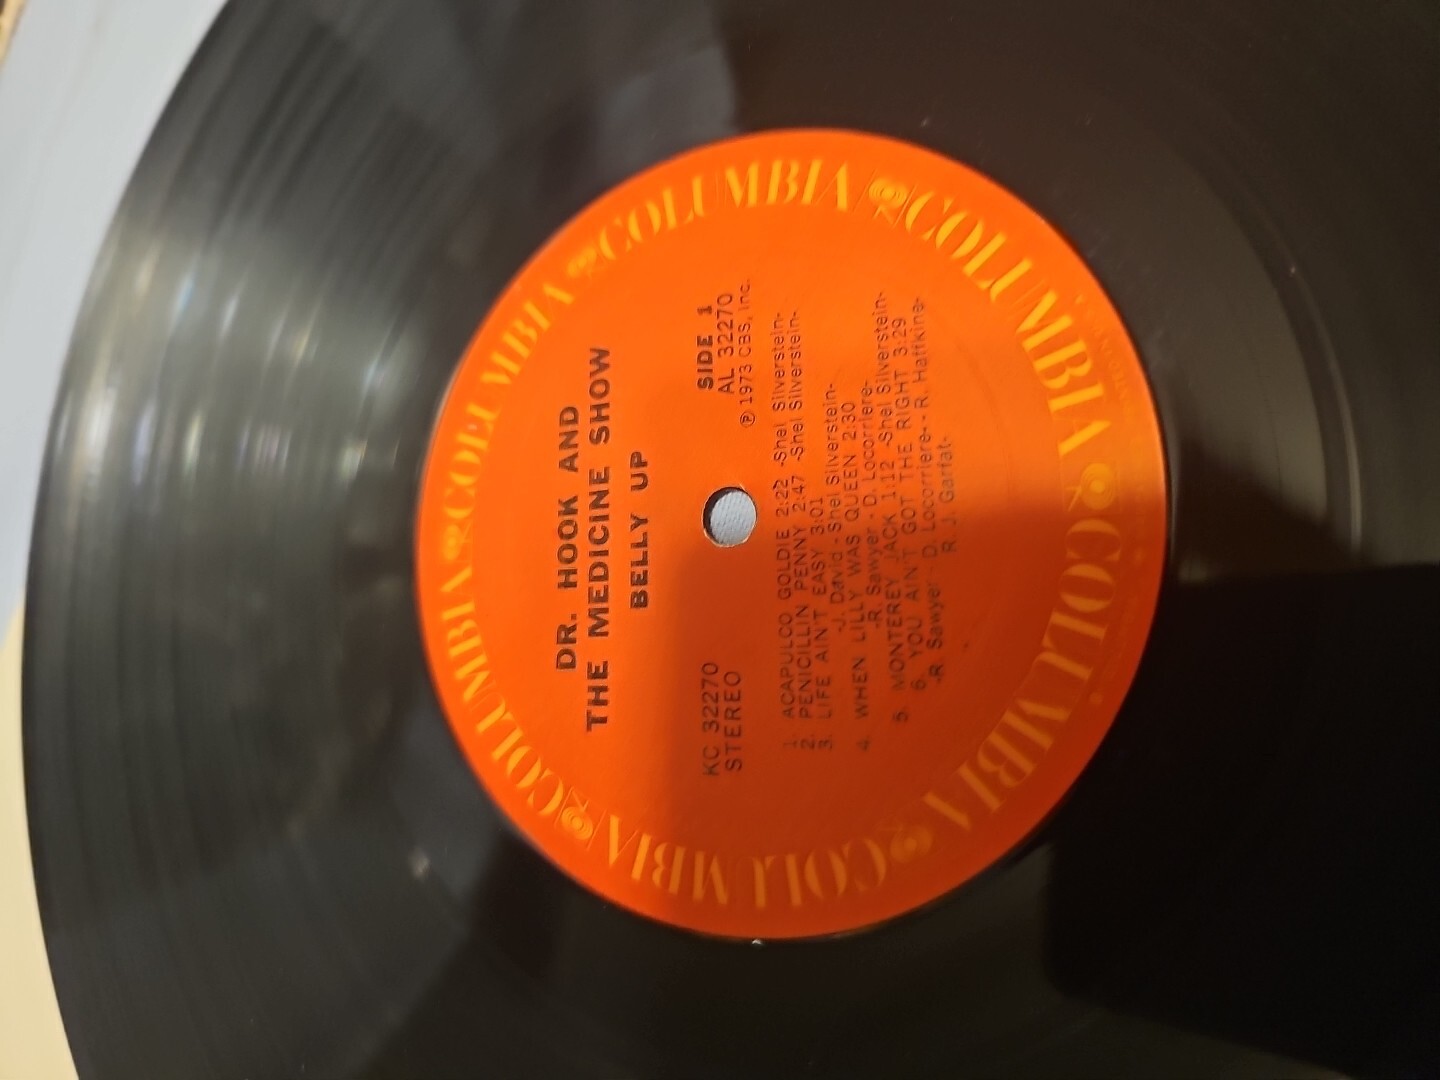 COLUMBIA COLUMBIA COLUMBIA COLUMBIA COLUMBIA COLUMBIA
DR. HOOK AND
THE MEDICINE SHOW
BELLY UP
KC 32270
STEREO
SIDE 1
AL 32270
℗ 1973 CBS, Inc.
1. ACAPULCO GOLDIE 2:22 -Shel Silverstein-
2. PENICILLIN PENNY 2:47 -Shel Silverstein-
3. LIFE AIN'T EASY 3:01
-J. David - Shel Silverstein-
4. WHEN LILLY WAS QUEEN 2:30
-R. Sawyer - D. Locorriere-
5. MONTEREY JACK 1:12 -Shel Silverstein-
6. YOU AIN'T GOT THE RIGHT 3:29
-R. Sawyer - D. Locorriere - R. Haffkine-
R. J. Garfat-